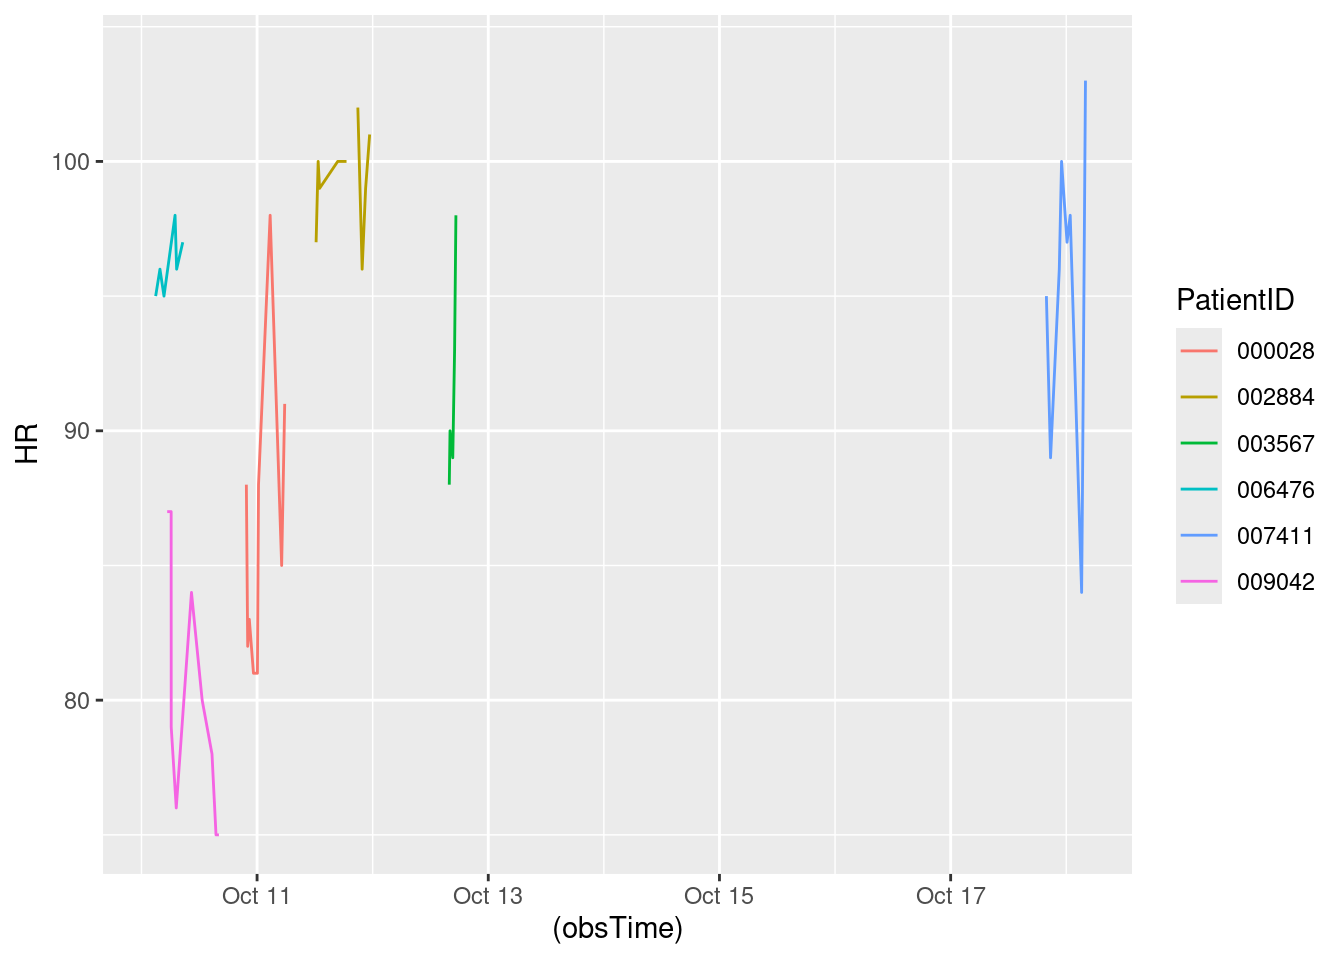 HR
100
90
80
Oct 11
Oct 13
Oct 15
Oct 17
(obsTime)
PatientID
000028
002884
003567
006476
007411
009042